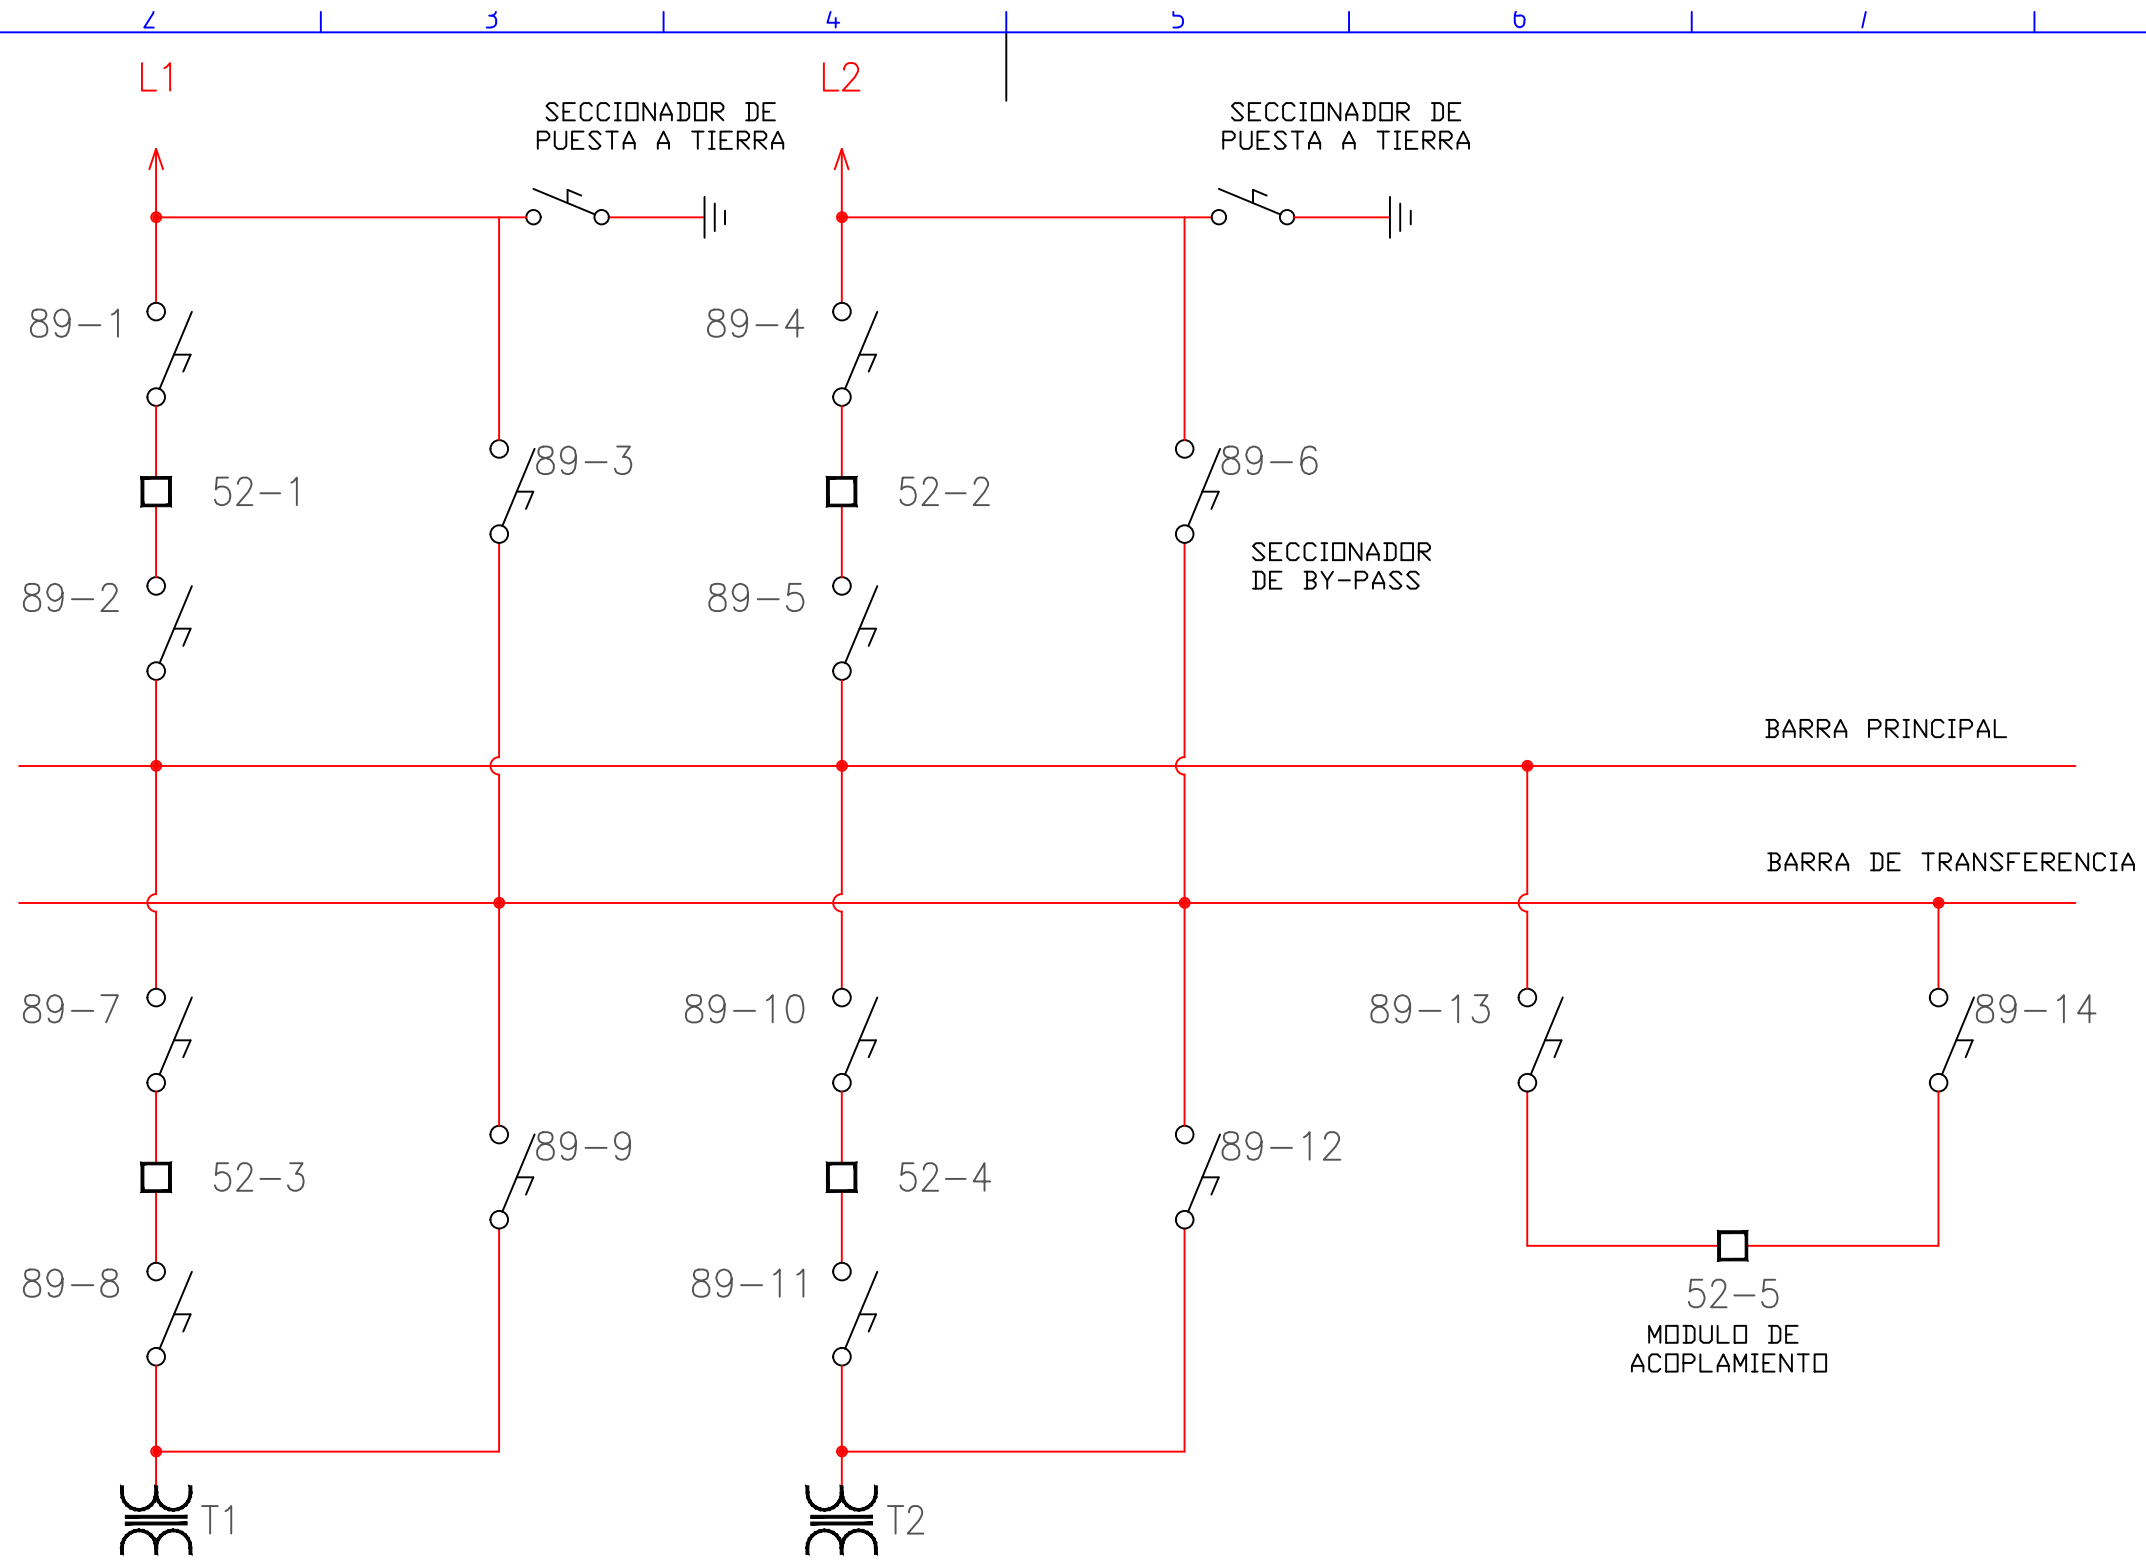 2 3 4 5 6 7
L1
L2
SECCIONADOR DE
PUESTA A TIERRA
SECCIONADOR DE
PUESTA A TIERRA
89-1
89-4
89-3
89-6
52-1
52-2
SECCIONADOR
DE BY-PASS
89-2
89-5
BARRA PRINCIPAL
BARRA DE TRANSFERENCIA
89-7
89-10
89-13
89-14
89-9
89-12
52-3
52-4
89-8
89-11
52-5
MODULO DE
ACOPLAMIENTO
T1
T2